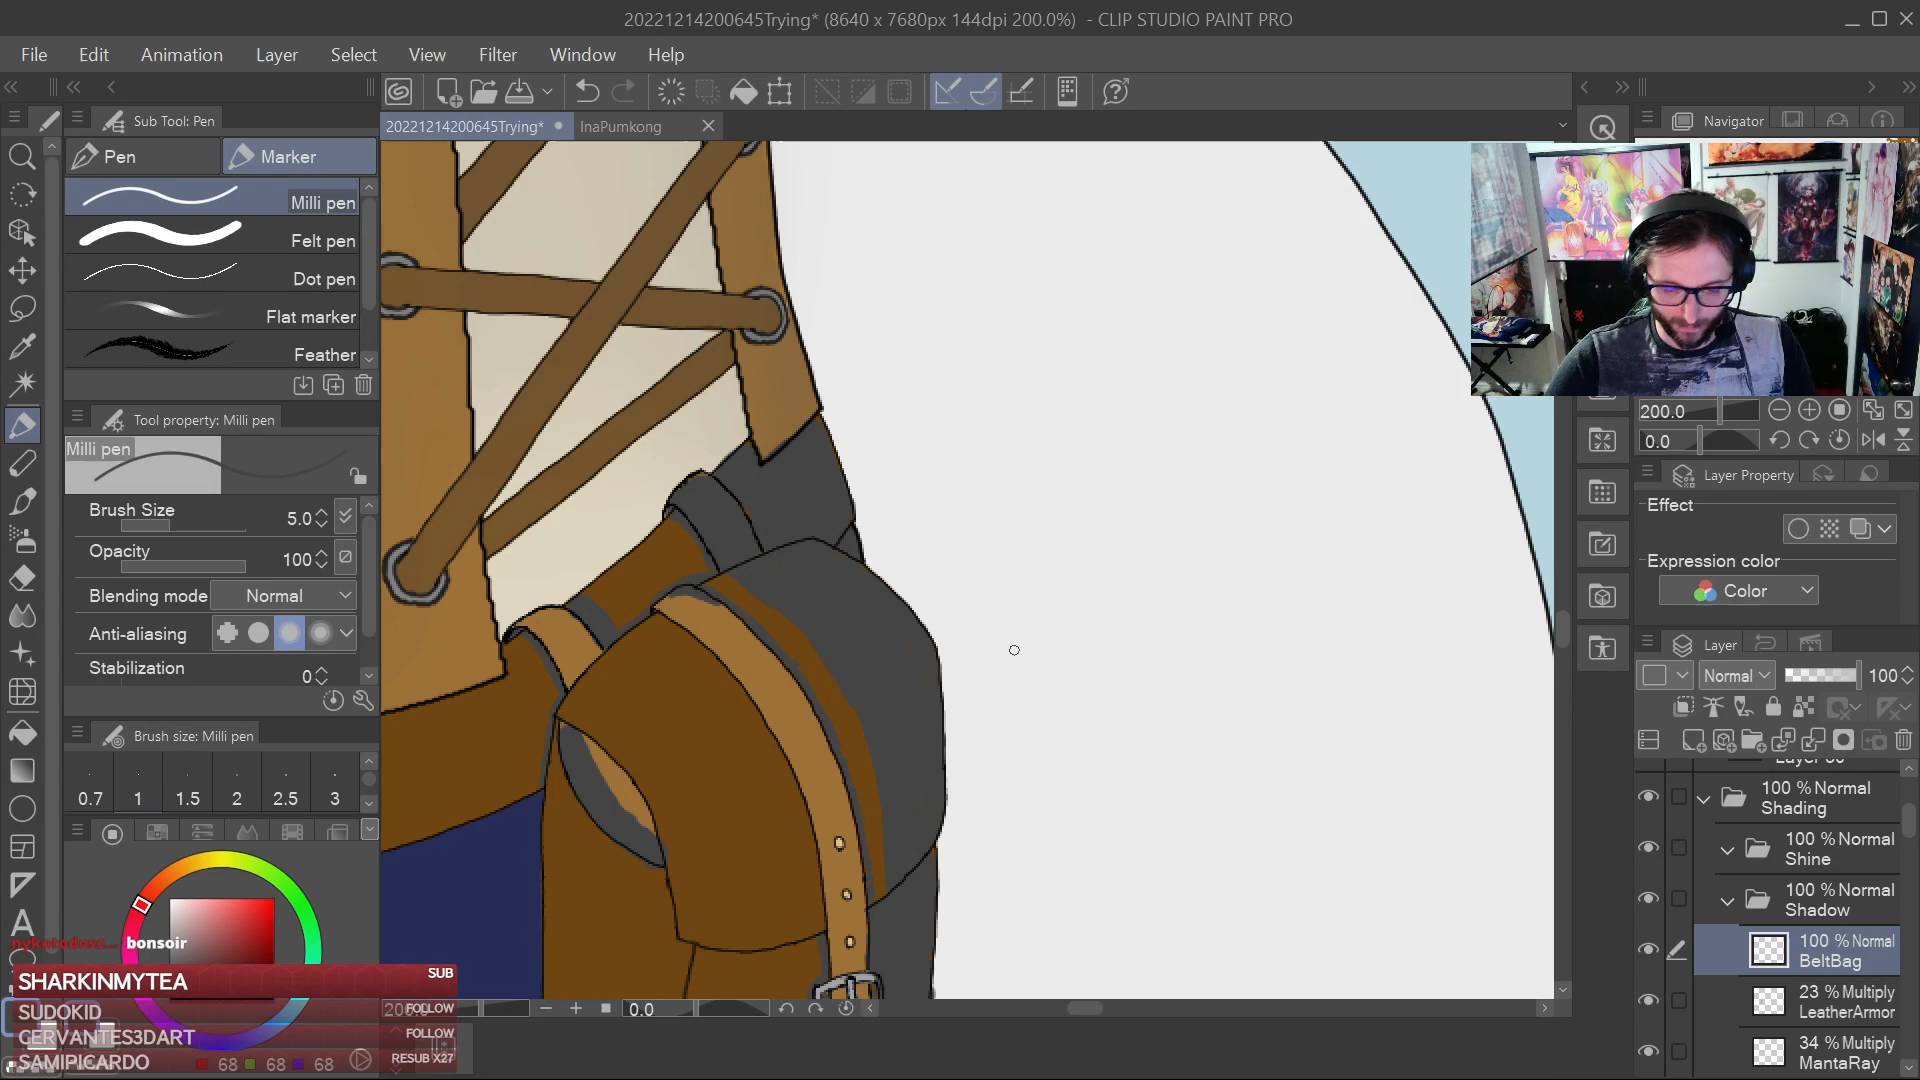 20221214200645Trying* (8640 x 7680px 144dpi 200.0%) - CLIP STUDIO PAINT PRO
File Edit Animation Layer Select View Filter Window Help
Sub Tool: Pen
Navigator
20221214200645Trying*
InaPumkong
Pen
Marker
Milli pen
Felt pen
Dot pen
Flat marker
Feather
Tool property: Milli pen
Milli pen
Brush Size 5.0
Opacity 100
Blending mode Normal
Anti-aliasing
Stabilization 0
Brush size: Milli pen
0.7 1 1.5 2 2.5 3
bonsoir
SHARKINMYTEA SUB
SUDOKID FOLLOW
CERVANTES3DART FOLLOW
SAMIPICARDO RESUB X27
68 68 68
0.0
200.0
0.0
Layer Property
Effect
Expression color
Color
Layer
Normal 100
100 % Normal
Shading
100 % Normal
Shine
100 % Normal
Shadow
100 % Normal
BeltBag
23 % Multiply
LeatherArmor
34 % Multiply
MantaRay